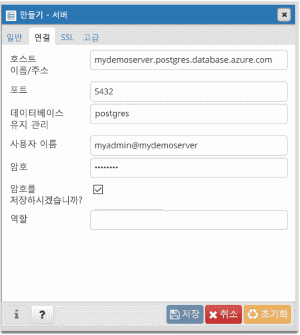 만들기 - 서버
일반 연결 SSL 고급
호스트
이름/주소
mydemoserver.postgres.database.azure.com
포트
5432
데이터베이스
유지 관리
postgres
사용자 이름
myadmin@mydemoserver
암호
••••••••
암호를
저장하시겠습니까?
역할
i ? 저장 취소 초기화